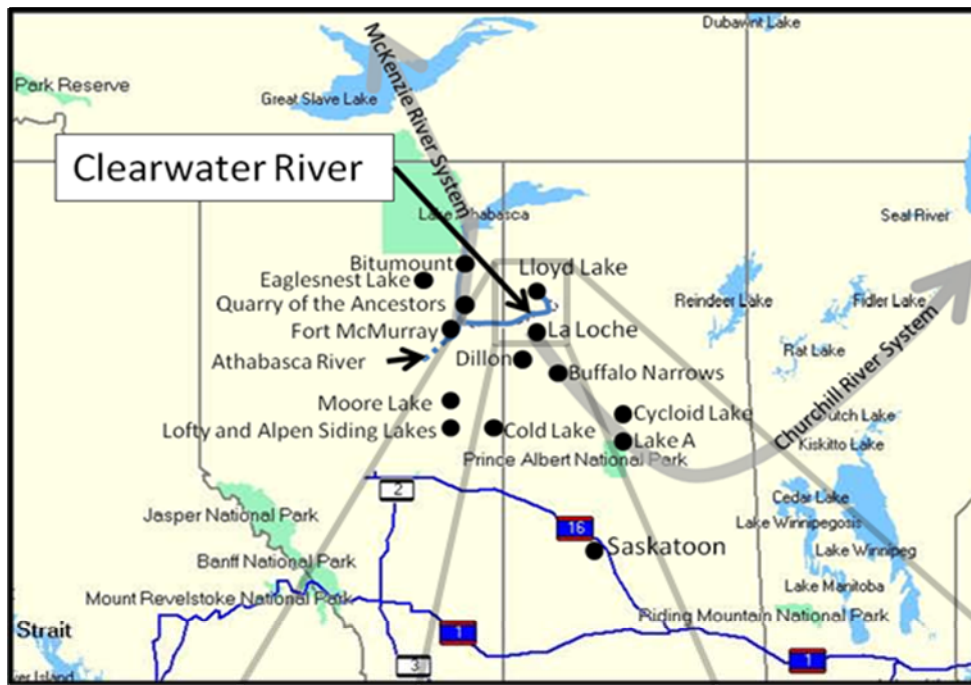 Dubawnt Lake
McKenzie River System
Park Reserve
Great Slave Lake
Clearwater River
Lake Athabasca
Seal River
Bitumount
Lloyd Lake
Eaglesnest Lake
Reindeer Lake
Fidler Lake
Quarry of the Ancestors
Fort McMurray
La Loche
Rat Lake
Athabasca River
Dillon
Buffalo Narrows
Churchill River System
Moore Lake
Cycloid Lake
Lofty and Alpen Siding Lakes
Cold Lake
Lake A
Kiskitto Lake
Prince Albert National Park
2
Jasper National Park
Cedar Lake
16
Lake Winnipegosis
Saskatoon
Lake Winnipeg
Banff National Park
Lake Manitoba
Mount Revelstoke National Park
Riding Mountain National Park
Strait
1
1
3